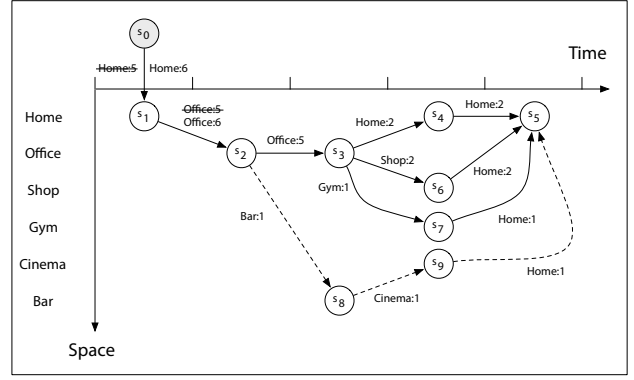 s0
Time
Home:5 Home:6
Home s1 Office:5 Home:2 s4 Home:2 s5
Office:6
Office s2 Office:5 s3 Shop:2
Shop Gym:1 s6 Home:2
Gym Bar:1 s7 Home:1
Cinema s9
Bar s8 Cinema:1 Home:1
Space